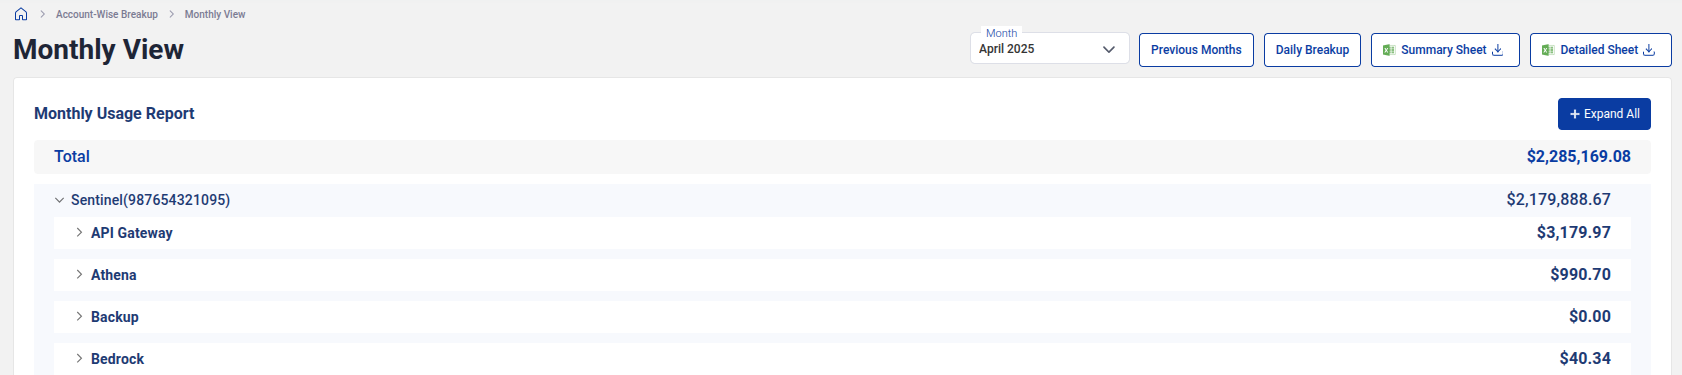 Account-Wise Breakup > Monthly View
Monthly View
Month
April 2025
Previous Months
Daily Breakup
Summary Sheet
Detailed Sheet
Monthly Usage Report
+ Expand All
Total $2,285,169.08
Sentinel(987654321095) $2,179,888.67
API Gateway $3,179.97
Athena $990.70
Backup $0.00
Bedrock $40.34